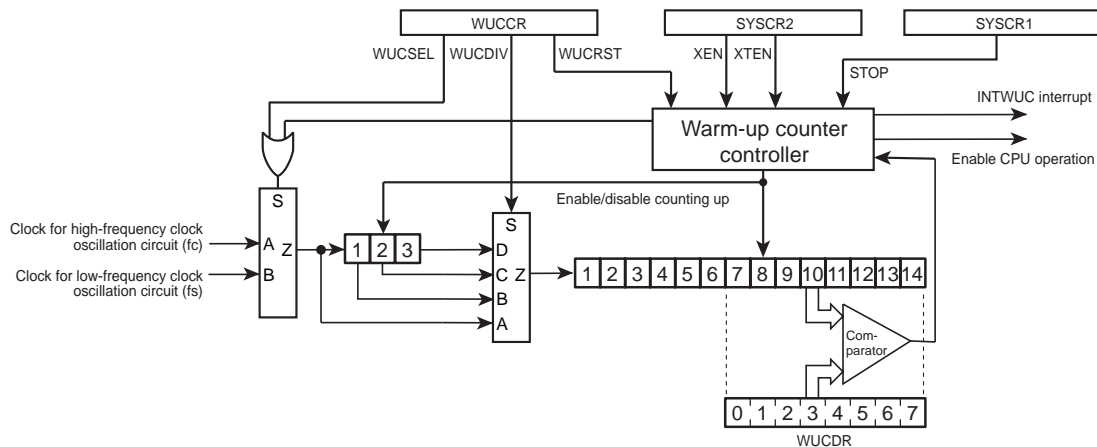 WUCCR
SYSCR2
SYSCR1
WUCSEL WUCDIV WUCRST
XEN XTEN
STOP
INTWUC interrupt
Warm-up counter
controller
Enable CPU operation
S
Enable/disable counting up
S
Clock for high-frequency clock
oscillation circuit (fc)
A
Z
1 2 3
D
Clock for low-frequency clock
oscillation circuit (fs)
B
C
Z
1 2 3 4 5 6 7 8 9 10 11 12 13 14
B
A
Com-
parator
0 1 2 3 4 5 6 7
WUCDR